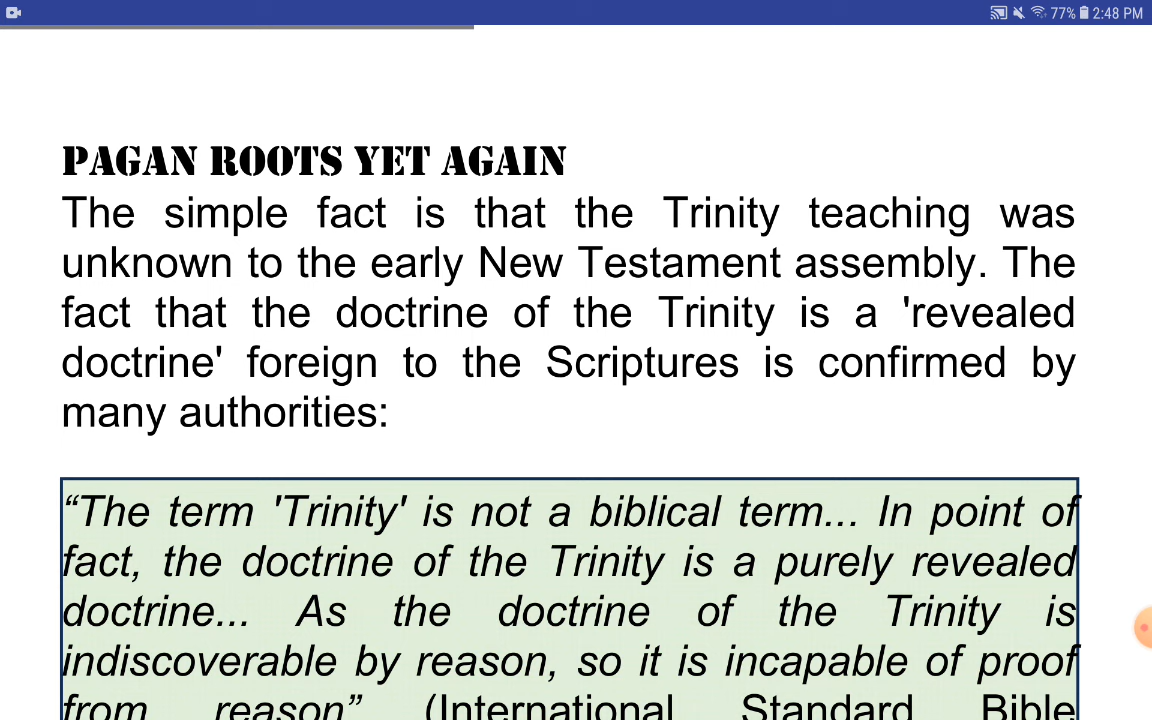 77% 2:48 PM
PAGAN ROOTS YET AGAIN
The simple fact is that the Trinity teaching was
unknown to the early New Testament assembly. The
fact that the doctrine of the Trinity is a 'revealed
doctrine' foreign to the Scriptures is confirmed by
many authorities:
“The term 'Trinity' is not a biblical term... In point of
fact, the doctrine of the Trinity is a purely revealed
doctrine... As the doctrine of the Trinity is
indiscoverable by reason, so it is incapable of proof
from reason” (International Standard Bible